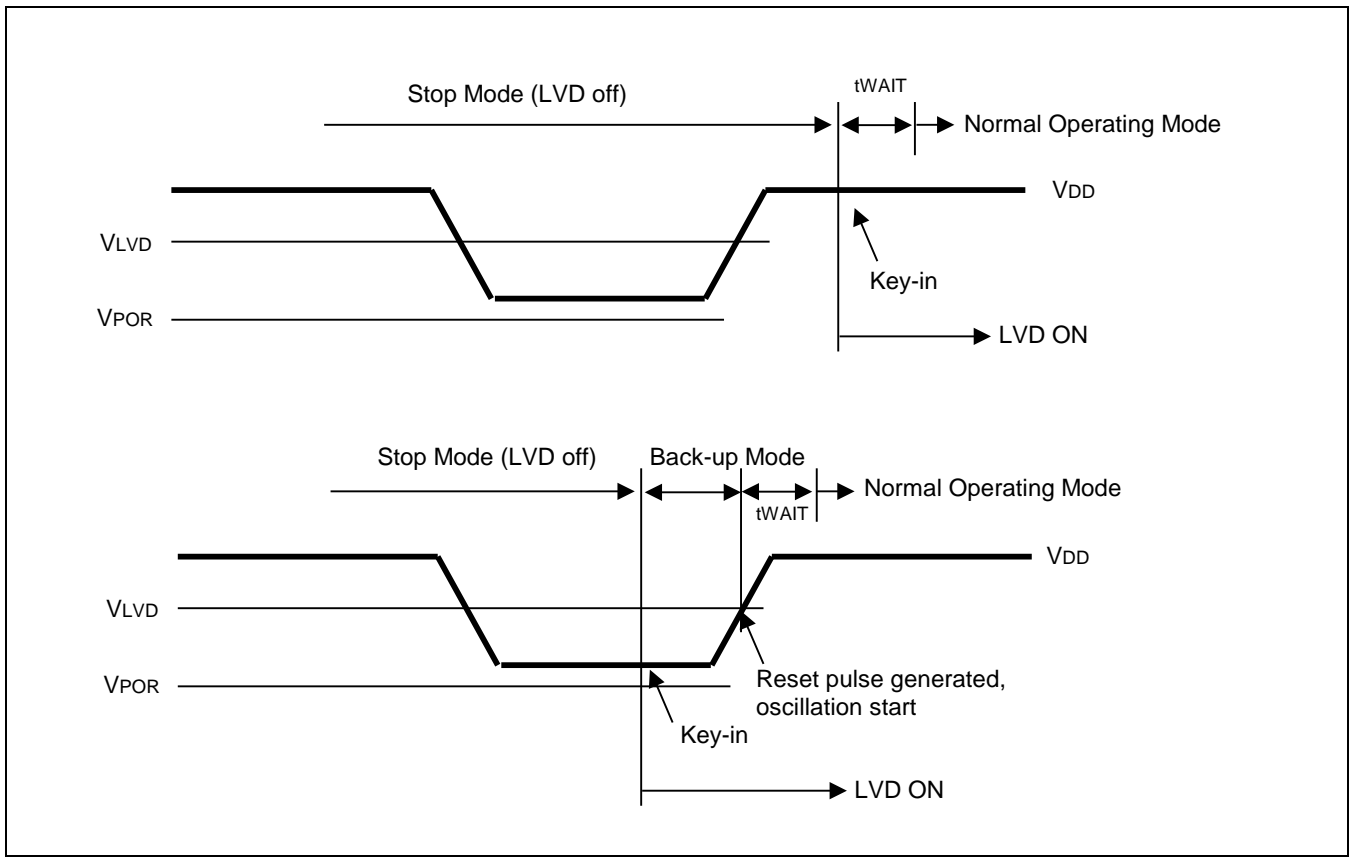 Stop Mode (LVD off)
tWAIT
Normal Operating Mode
VDD
VLVD
Key-in
VPOR
LVD ON
Stop Mode (LVD off)
Back-up Mode
Normal Operating Mode
tWAIT
VDD
VLVD
Reset pulse generated,
oscillation start
VPOR
Key-in
LVD ON